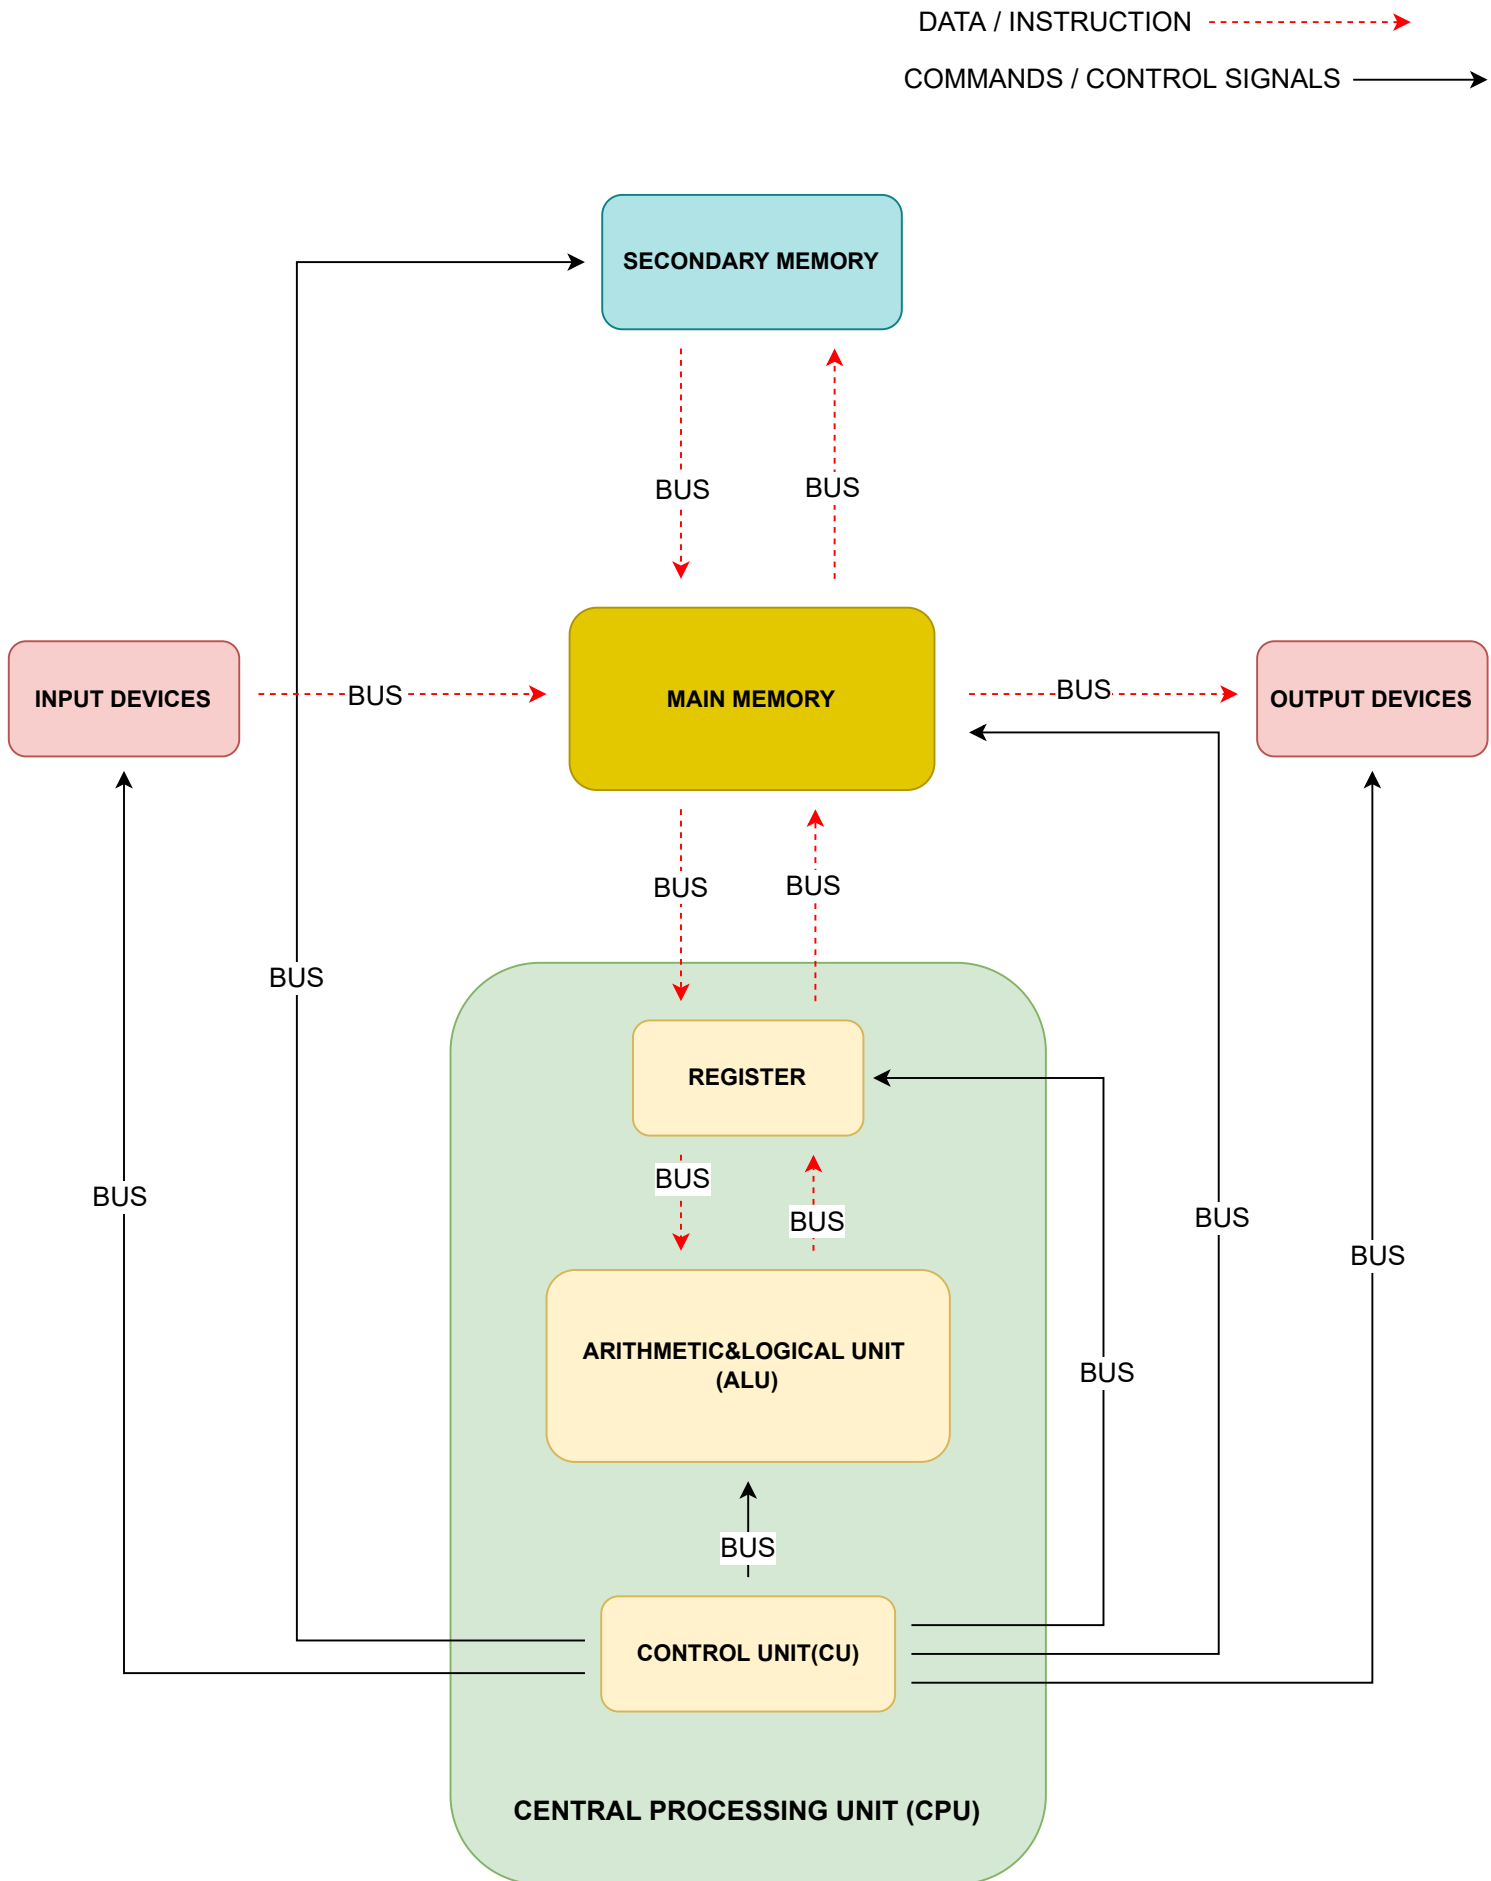 DATA / INSTRUCTION
COMMANDS / CONTROL SIGNALS
SECONDARY MEMORY
BUS
BUS
INPUT DEVICES
BUS
MAIN MEMORY
BUS
OUTPUT DEVICES
BUS
BUS
BUS
REGISTER
BUS
BUS
BUS
BUS
BUS
ARITHMETIC&LOGICAL UNIT
(ALU)
BUS
BUS
CONTROL UNIT(CU)
CENTRAL PROCESSING UNIT (CPU)